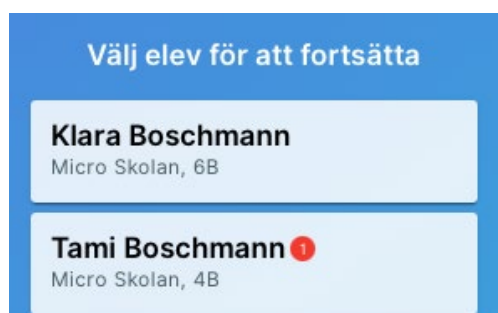 Välj elev för att fortsätta
Klara Boschmann
Micro Skolan, 6B
Tami Boschmann 1
Micro Skolan, 4B